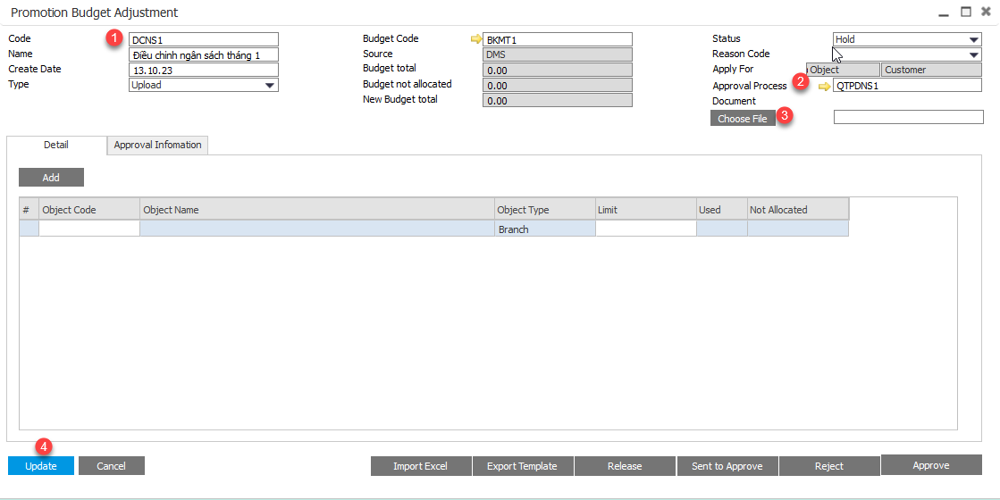 Promotion Budget Adjustment
Code 1 DCNS1
Name Điều chỉnh ngân sách tháng 1
Create Date 13.10.23
Type Upload
Budget Code BKMT1
Source DMS
Budget total 0.00
Budget not allocated 0.00
New Budget total 0.00
Status Hold
Reason Code
Apply For Object Customer
Approval Process 2 QTPDNS1
Document
Choose File 3
Detail Approval Infomation
Add
# Object Code Object Name Object Type Limit Used Not Allocated
Branch
4
Update Cancel Import Excel Export Template Release Sent to Approve Reject Approve